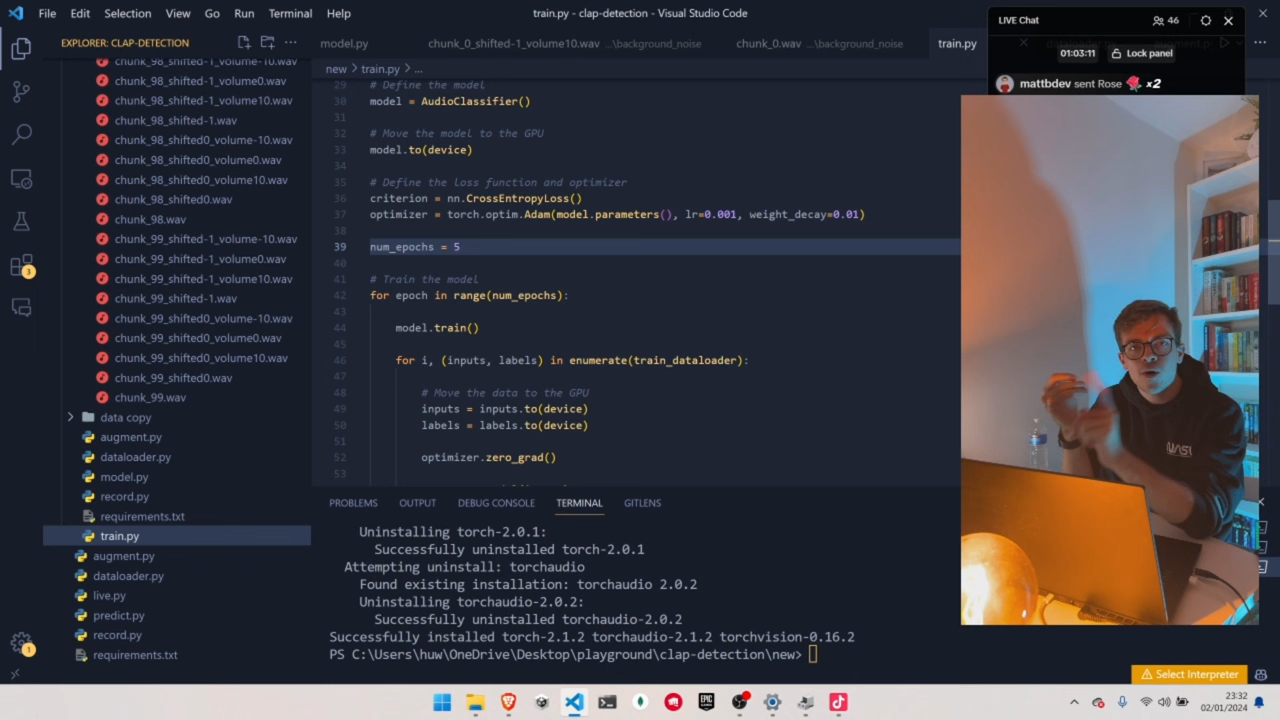 File Edit Selection View Go Run Terminal Help
train.py - clap-detection - Visual Studio Code
EXPLORER: CLAP-DETECTION
chunk_98_shifted-1_volume-10.wav
chunk_98_shifted-1_volume0.wav
chunk_98_shifted-1_volume10.wav
chunk_98_shifted-1.wav
chunk_98_shifted0_volume-10.wav
chunk_98_shifted0_volume0.wav
chunk_98_shifted0_volume10.wav
chunk_98_shifted0.wav
chunk_98.wav
chunk_99_shifted-1_volume-10.wav
chunk_99_shifted-1_volume0.wav
chunk_99_shifted-1_volume10.wav
chunk_99_shifted-1.wav
chunk_99_shifted0_volume-10.wav
chunk_99_shifted0_volume0.wav
chunk_99_shifted0_volume10.wav
chunk_99_shifted0.wav
chunk_99.wav
data copy
augment.py
dataloader.py
model.py
record.py
requirements.txt
train.py
augment.py
dataloader.py
live.py
predict.py
record.py
requirements.txt
3
1
model.py chunk_0_shifted-1_volume10.wav ...\background_noise chunk_0.wav ...\background_noise train.py
new > train.py > ...
29 # Define the model
30 model = AudioClassifier()
31
32 # Move the model to the GPU
33 model.to(device)
34
35 # Define the loss function and optimizer
36 criterion = nn.CrossEntropyLoss()
37 optimizer = torch.optim.Adam(model.parameters(), lr=0.001, weight_decay=0.01)
38
39 num_epochs = 5
40
41 # Train the model
42 for epoch in range(num_epochs):
43
44 model.train()
45
46 for i, (inputs, labels) in enumerate(train_dataloader):
47
48 # Move the data to the GPU
49 inputs = inputs.to(device)
50 labels = labels.to(device)
51
52 optimizer.zero_grad()
53
PROBLEMS OUTPUT DEBUG CONSOLE TERMINAL GITLENS
Uninstalling torch-2.0.1:
Successfully uninstalled torch-2.0.1
Attempting uninstall: torchaudio
Found existing installation: torchaudio 2.0.2
Uninstalling torchaudio-2.0.2:
Successfully uninstalled torchaudio-2.0.2
Successfully installed torch-2.1.2 torchaudio-2.1.2 torchvision-0.16.2
PS C:\Users\huw\OneDrive\Desktop\playground\clap-detection\new>
LIVE Chat 46
01:03:11 Lock panel
mattbdev sent Rose x2
Select Interpreter
EPIC GAMES
23:32
02/01/2024